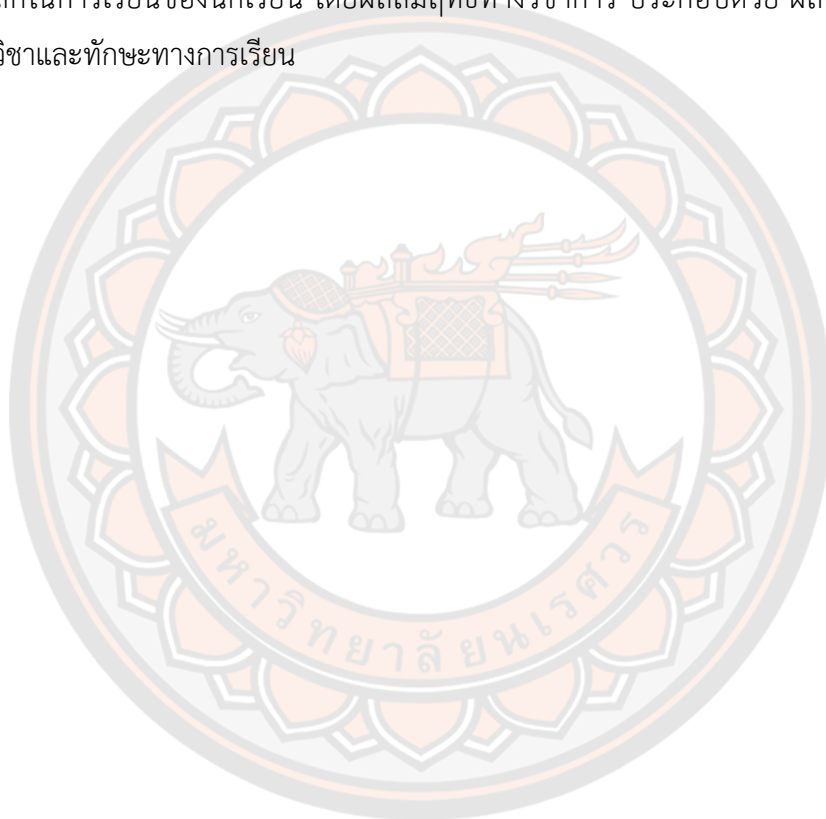 ในการเรียนของนักเรียน โดยผลสัมฤทธิ์ทางวิชาการ ประกอบด้วย
วิชาและทักษะทางการเรียน
มหาวิทยาลัยนเรศวร